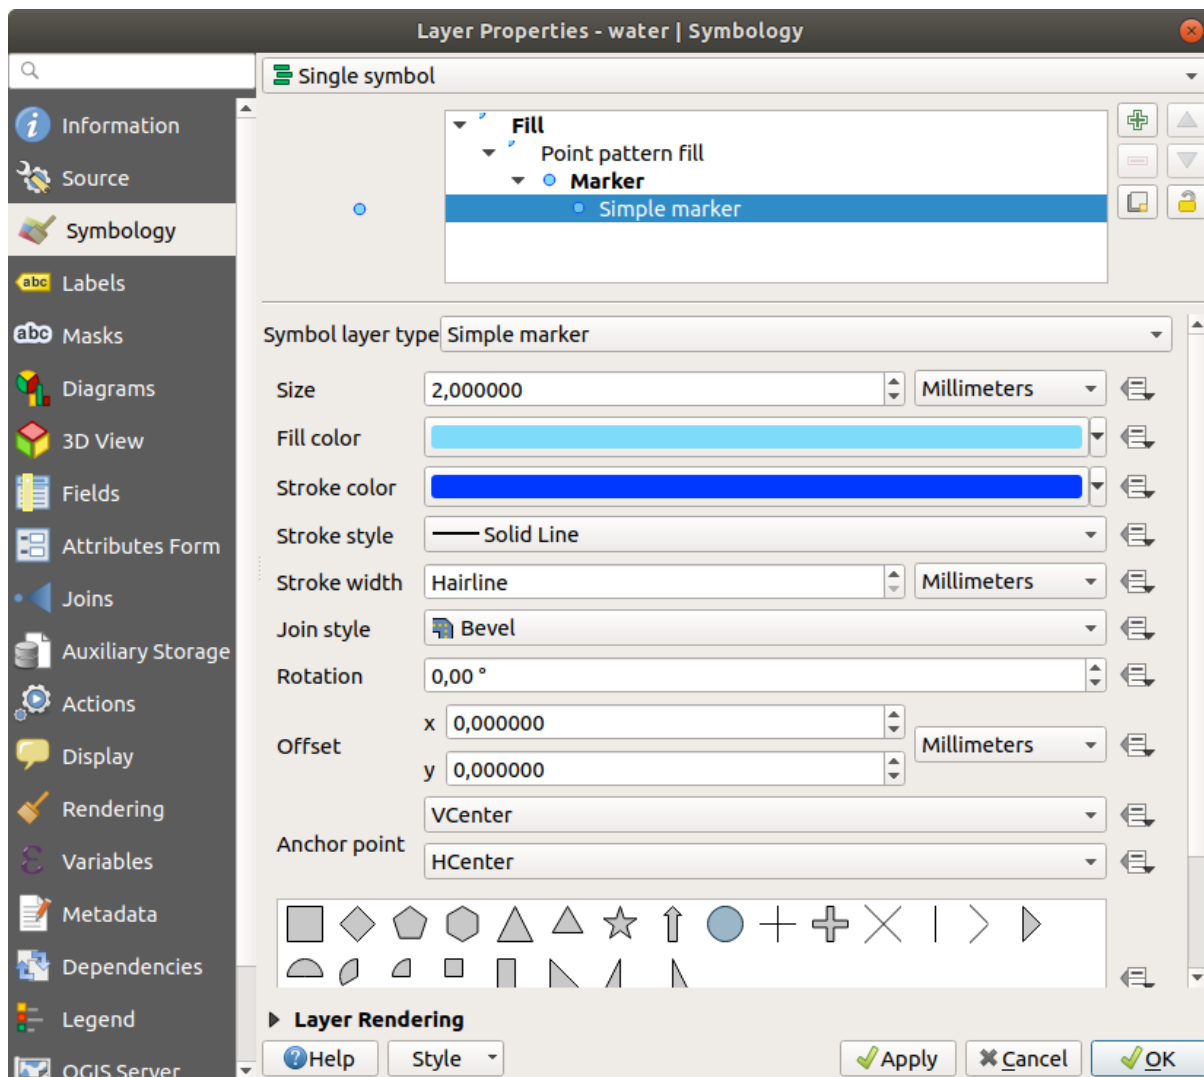 Layer Properties - water | Symbology
Single symbol
Information
Source
Symbology
abc Labels
abc Masks
Diagrams
3D View
Fields
Attributes Form
Joins
Auxiliary Storage
Actions
Display
Rendering
Variables
Metadata
Dependencies
Legend
QGIS Server
Fill
Point pattern fill
Marker
Simple marker
Symbol layer type Simple marker
Size 2,000000 Millimeters
Fill color
Stroke color
Stroke style Solid Line
Stroke width Hairline Millimeters
Join style Bevel
Rotation 0,00 °
Offset x 0,000000 Millimeters
y 0,000000
Anchor point VCenter
HCenter
Layer Rendering
Help Style Apply Cancel OK